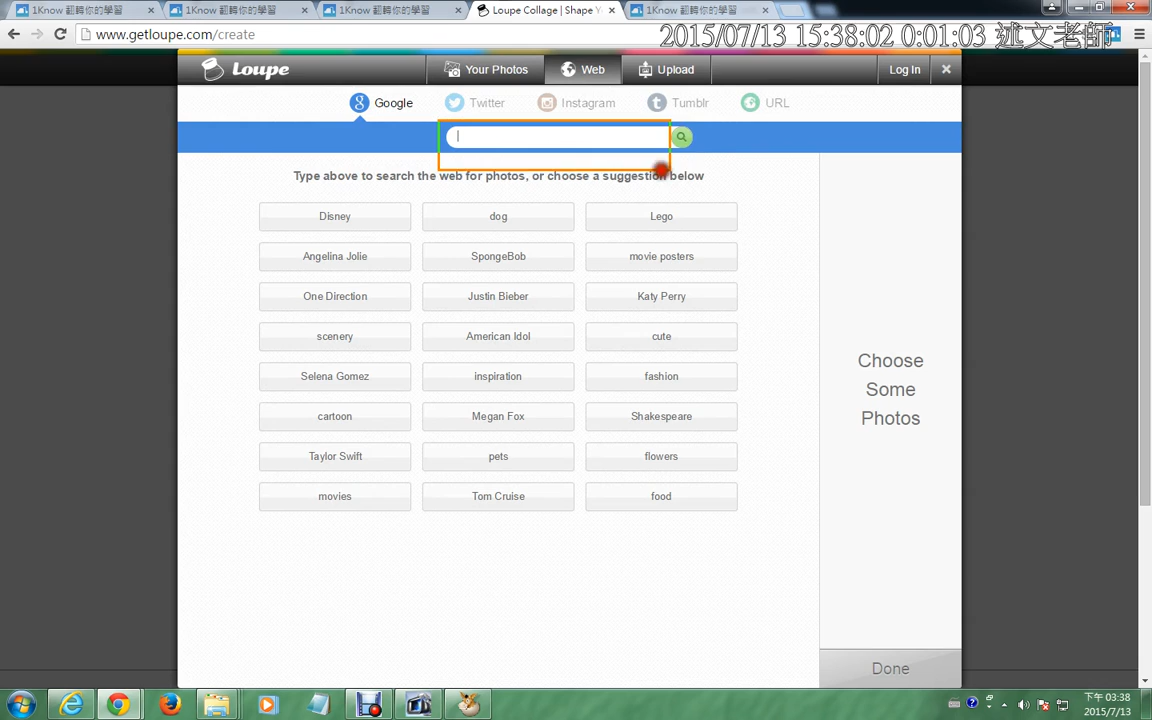 1Know 翻轉你的學習
1Know 翻轉你的學習
1Know 翻轉你的學習
Loupe Collage | Shape Y
1Know 翻轉你的學習
www.getloupe.com/create
2015/07/13 15:38:02 0:01:03 述文老師
Loupe
Your Photos
Web
Upload
Log In
Google
Twitter
Instagram
Tumblr
URL
Type above to search the web for photos, or choose a suggestion below
Disney
dog
Lego
Angelina Jolie
SpongeBob
movie posters
One Direction
Justin Bieber
Katy Perry
scenery
American Idol
cute
Selena Gomez
inspiration
fashion
cartoon
Megan Fox
Shakespeare
Taylor Swift
pets
flowers
movies
Tom Cruise
food
Choose
Some
Photos
Done
下午 03:38
2015/7/13